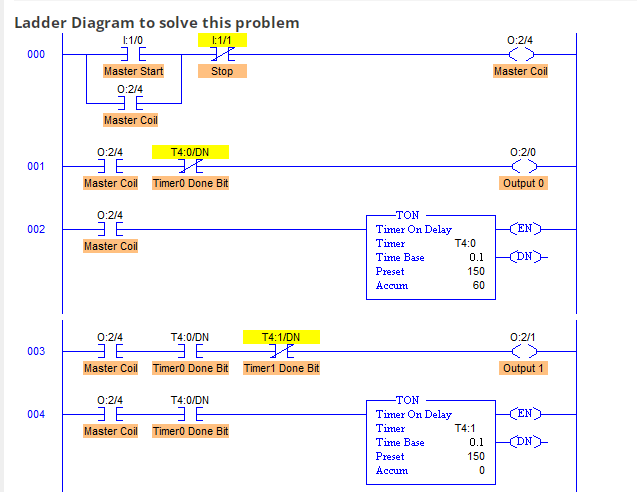 Ladder Diagram to solve this problem
I:1/0 I:1/1 O:2/4
000
Master Start Stop Master Coil
O:2/4
Master Coil
O:2/4 T4:0/DN O:2/0
001
Master Coil Timer0 Done Bit Output 0
O:2/4
002
Master Coil
TON
Timer On Delay EN
Timer T4:0
Time Base 0.1 DN
Preset 150
Accum 60
O:2/4 T4:0/DN T4:1/DN O:2/1
003
Master Coil Timer0 Done Bit Timer1 Done Bit Output 1
O:2/4 T4:0/DN
004
Master Coil Timer0 Done Bit
TON
Timer On Delay EN
Timer T4:1
Time Base 0.1 DN
Preset 150
Accum 0